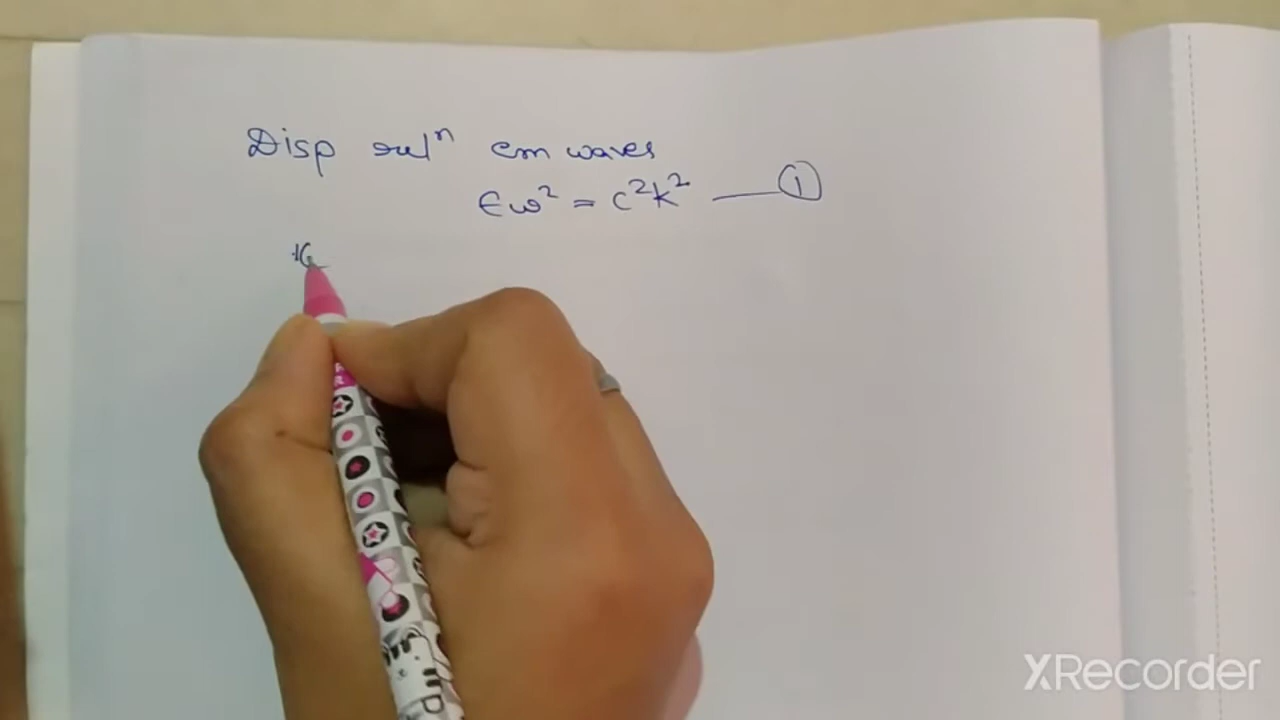 Disp relⁿ em waves
ϵω² = c²k² —— ①
XRecorder